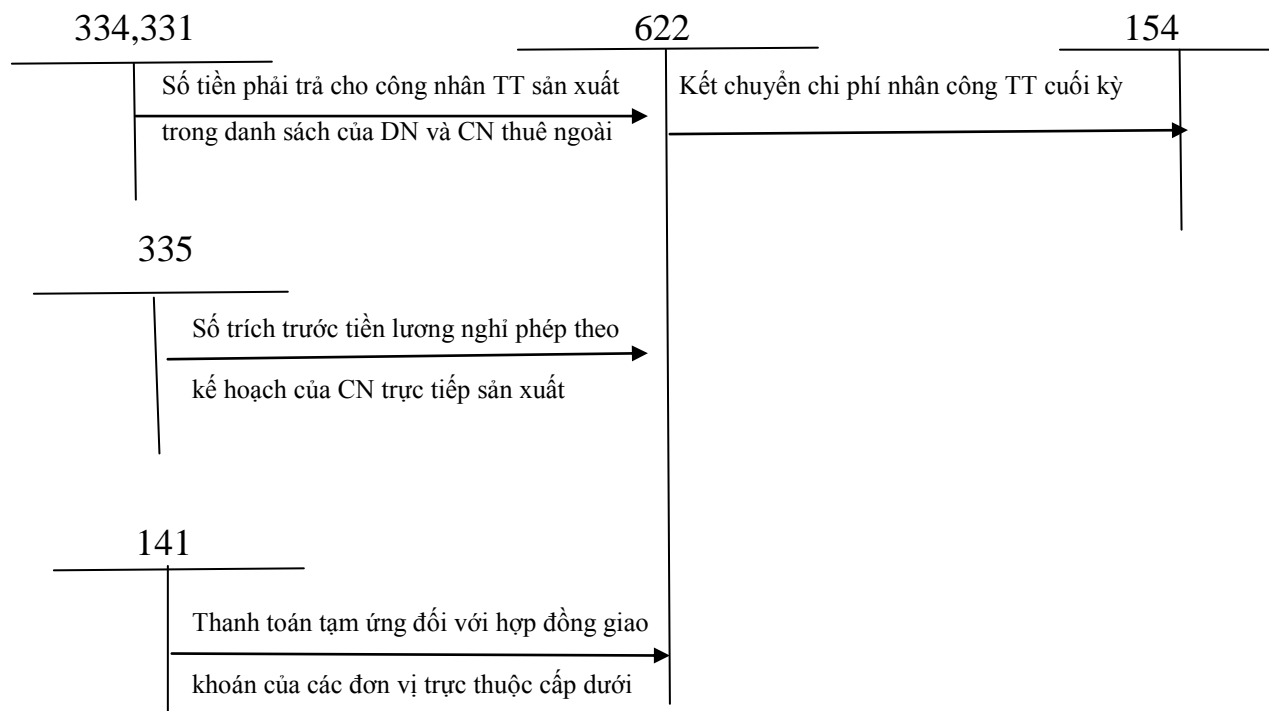 334,331
622
154
Số tiền phải trả cho công nhân TT sản xuất
trong danh sách của DN và CN thuê ngoài
Kết chuyển chi phí nhân công TT cuối kỳ
335
Số trích trước tiền lương nghỉ phép theo
kế hoạch của CN trực tiếp sản xuất
141
Thanh toán tạm ứng đối với hợp đồng giao
khoán của các đơn vị trực thuộc cấp dưới